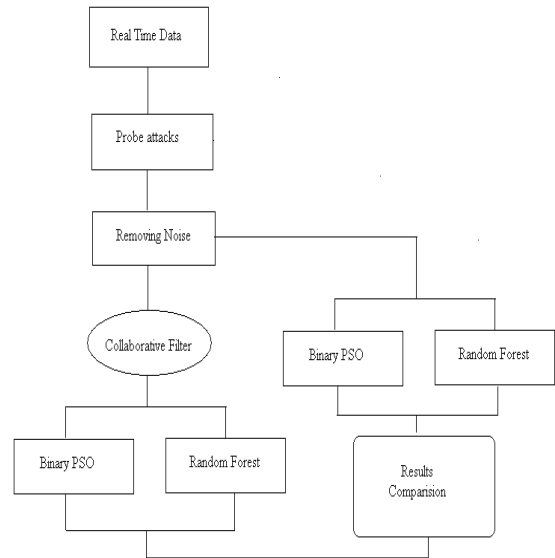 Real Time Data
Probe attacks
Removing Noise
Collaborative Filter
Binary PSO
Random Forest
Binary PSO
Random Forest
Results
Comparision